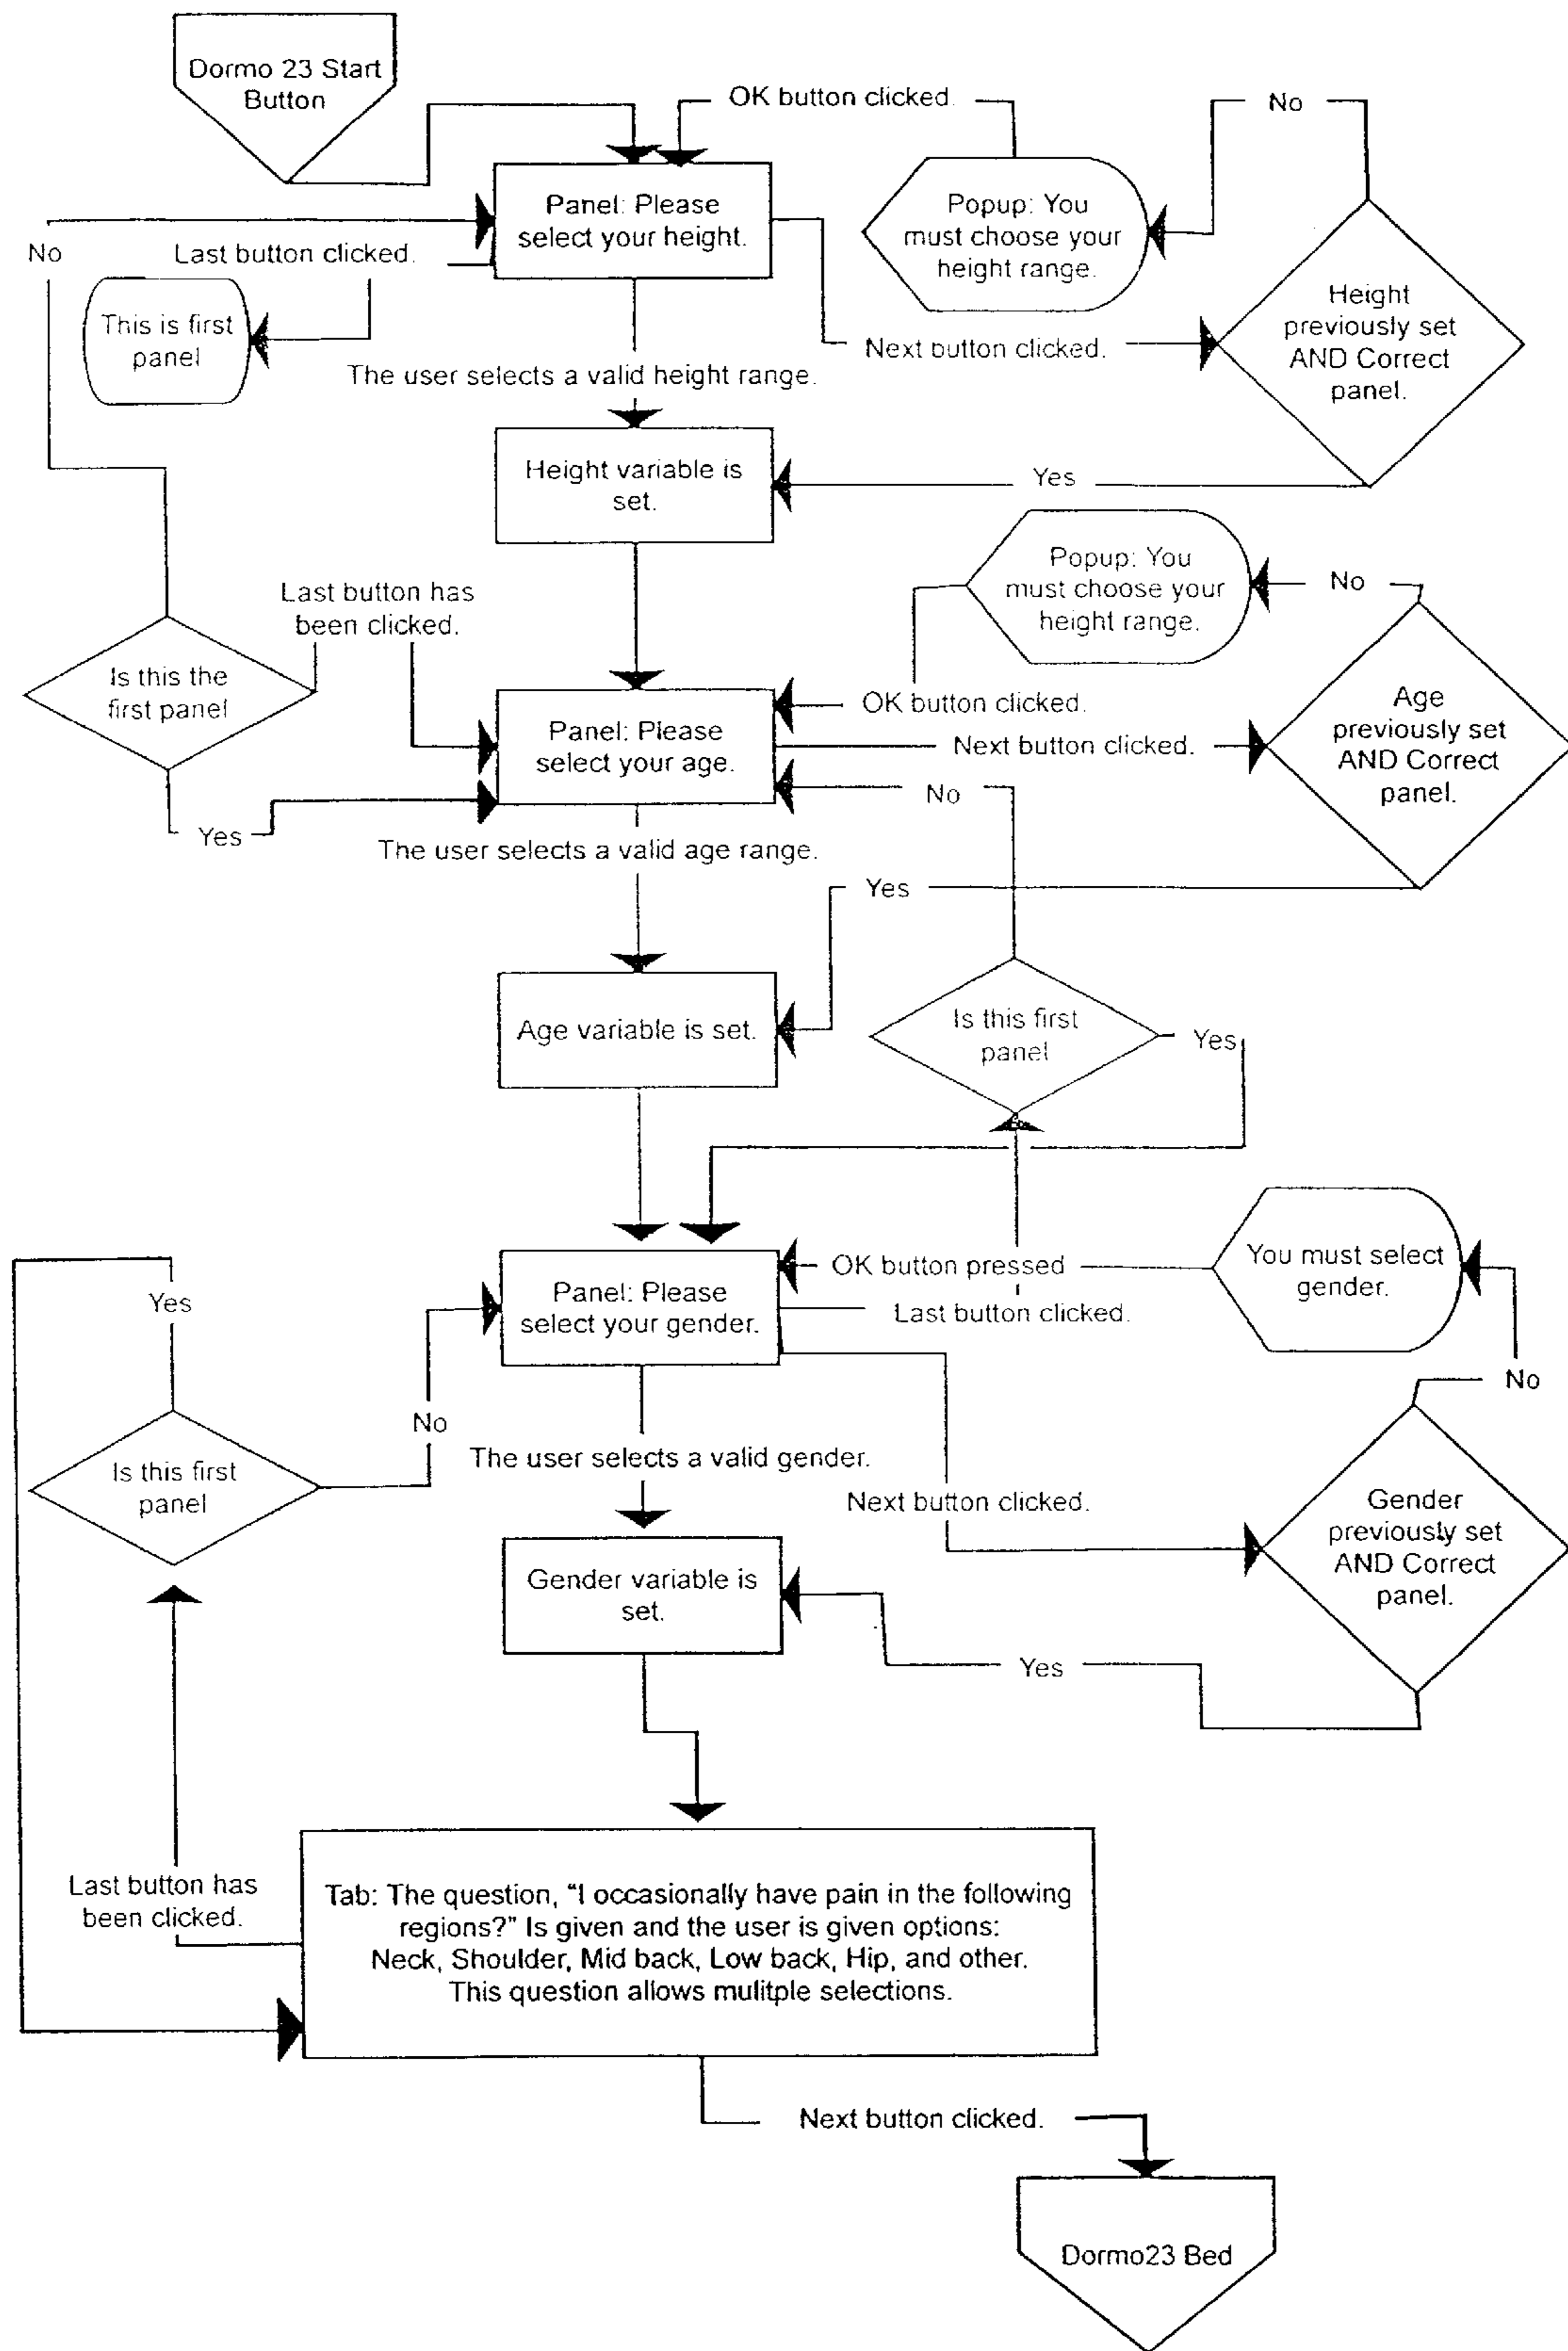 Dormo 23 Start
Button
OK button clicked.
No
Panel: Please
select your height.
Popup: You
must choose your
height range.
No
Last button clicked.
Height
previously set
AND Correct
panel.
This is first
panel
Next button clicked.
The user selects a valid height range.
Height variable is
set.
Yes
Popup: You
must choose your
height range.
No
Last button has
been clicked.
Is this the
first panel
OK button clicked.
Age
previously set
AND Correct
panel.
Panel: Please
select your age.
Next button clicked.
No
Yes
The user selects a valid age range.
Yes
Age variable is set.
Is this first
panel
Yes
You must select
gender.
OK button pressed
Panel: Please
select your gender.
Last button clicked.
Yes
No
No
The user selects a valid gender.
Is this first
panel
Next button clicked.
Gender
previously set
AND Correct
panel.
Gender variable is
set.
Yes
Last button has
been clicked.
Tab: The question, “I occasionally have pain in the following
regions?” Is given and the user is given options:
Neck, Shoulder, Mid back, Low back, Hip, and other.
This question allows mulitple selections.
Next button clicked.
Dormo23 Bed